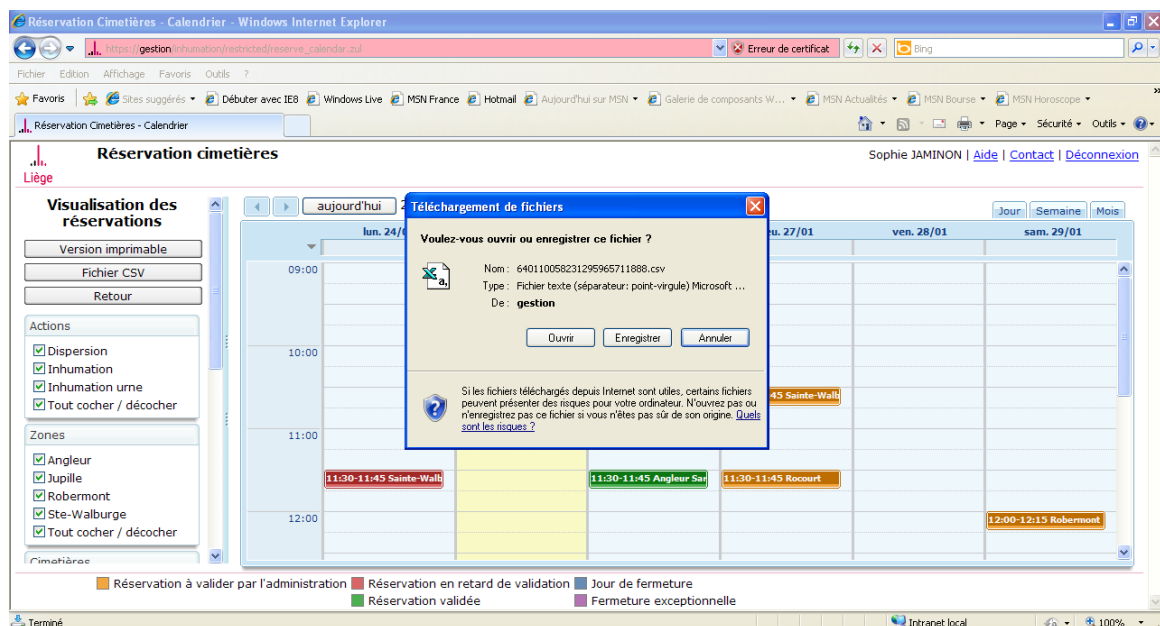 Réservation Cimetières - Calendrier - Windows Internet Explorer
https://gestion/inhumation/restricted/reserve_calendar.zul Erreur de certificat Bing
Fichier Edition Affichage Favoris Outils ?
Favoris Sites suggérés Débuter avec IE8 Windows Live MSN France Hotmail Aujourd'hui sur MSN Galerie de composants W... MSN Actualités MSN Bourse MSN Horoscope »
Réservation Cimetières - Calendrier Page Sécurité Outils
Liège
Réservation cimetières Sophie JAMINON | Aide | Contact | Déconnexion
Visualisation des
réservations
Version imprimable
Fichier CSV
Retour
Actions
Dispersion
Inhumation
Inhumation urne
Tout cocher / décocher
Zones
Angleur
Jupille
Robermont
Ste-Walburge
Tout cocher / décocher
Cimetières
aujourd'hui Jour Semaine Mois
lun. 24/0 u. 27/01 ven. 28/01 sam. 29/01
09:00
10:00
11:00
12:00
45 Sainte-Walb
11:30-11:45 Sainte-Walb 11:30-11:45 Angleur Sar 11:30-11:45 Rocourt
12:00-12:15 Robermont
Téléchargement de fichiers
Voulez-vous ouvrir ou enregistrer ce fichier ?
Nom : 640110058231295965711888.csv
Type : Fichier texte (séparateur: point-virgule) Microsoft ...
De : gestion
Ouvrir Enregistrer Annuler
Si les fichiers téléchargés depuis Internet sont utiles, certains fichiers
peuvent présenter des risques pour votre ordinateur. N'ouvrez pas ou
n'enregistrez pas ce fichier si vous n'êtes pas sûr de son origine. Quels
sont les risques ?
Réservation à valider par l'administration Réservation en retard de validation Jour de fermeture
Réservation validée Fermeture exceptionnelle
Terminé Intranet local 100%